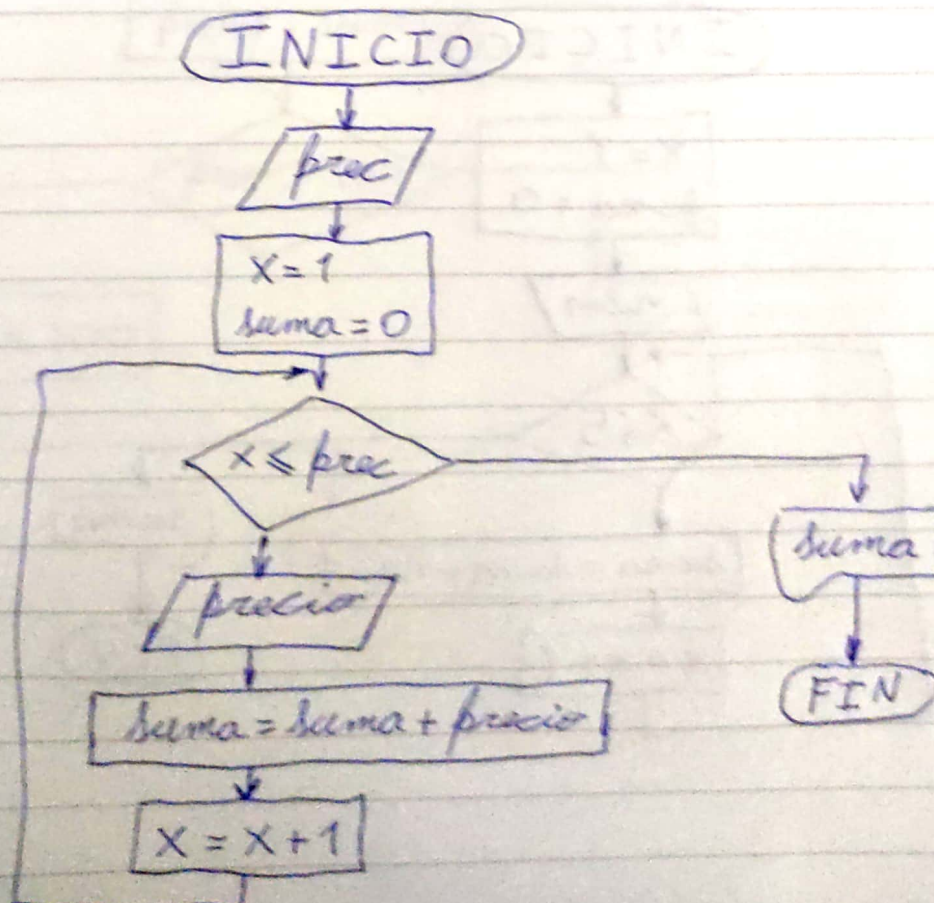 INICIO
prec
x=1
suma=0
x≤prec
precio
suma=suma+precio
x=x+1
suma
FIN